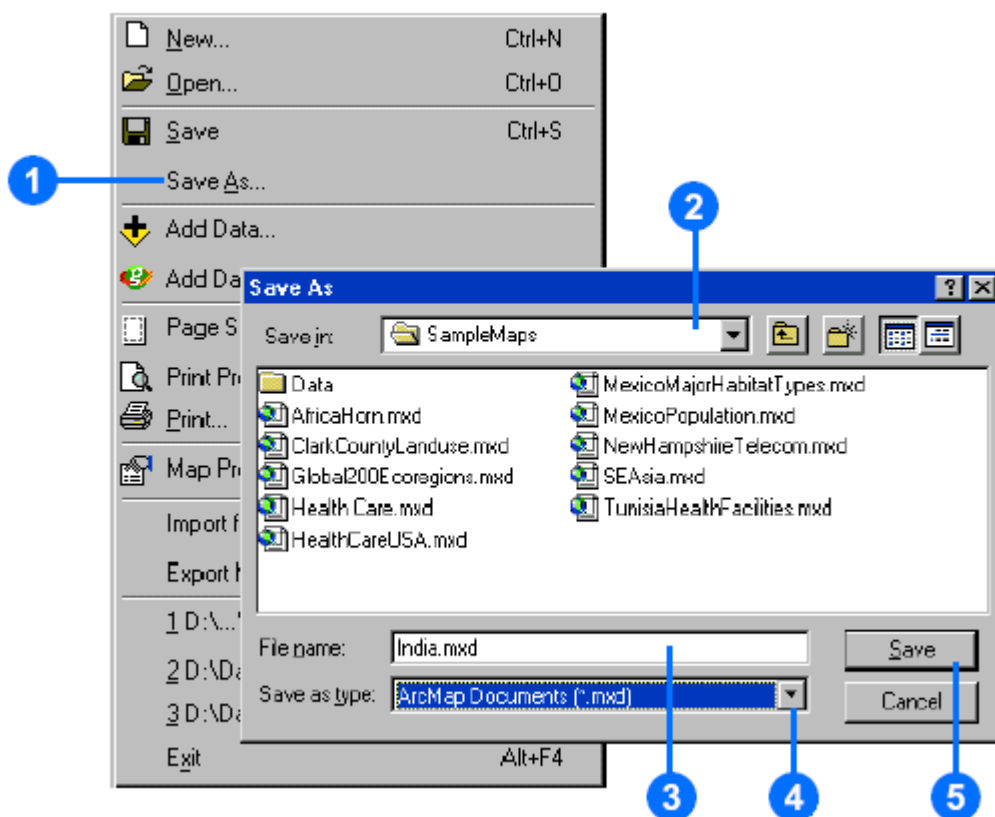 New... Ctrl+N
Open... Ctrl+O
Save Ctrl+S
1 Save As...
2
Add Data...
Add Da
Save As
Page S
Save in: SampleMaps
Print Pre
Print...
Map Pro
Import f
Export M
1 D:\...
2 D:\Da
3 D:\Da
Exit Alt+F4
Data
AfricaHorn.mxd
ClarkCountyLanduse.mxd
Global200Ecoregions.mxd
Health Care.mxd
HealthCareUSA.mxd
MexicoMajorHabitatTypes.mxd
MexicoPopulation.mxd
NewHampshireTelecom.mxd
SEAsia.mxd
TunisiaHealthFacilities.mxd
File name: India.mxd Save
Save as type: ArcMap Documents (*.mxd) Cancel
3 4 5